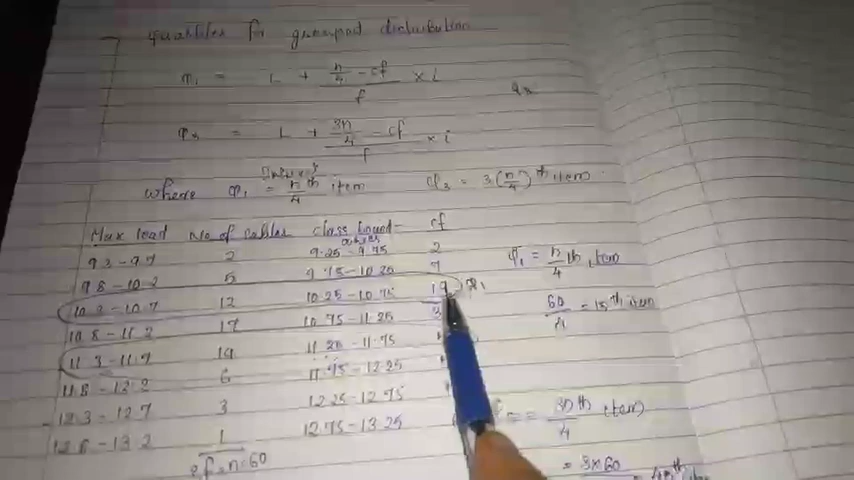 quartiles for grouped distribution
Q₁ = L + (n/4 − cf)/f × i
Q₃ = L + (3n/4 − cf)/f × i
where Q₁ = n/4 th item Q₃ = 3(n/4)th item
Max load No of cables class bound- cf
aries
9.3 – 9.7 2 9.25 – 9.75 2
9.8 – 10.2 5 9.75 – 10.25 7
10.3 – 10.7 12 10.25 – 10.75 19 Q₁
10.8 – 11.2 17 10.75 – 11.25 3
11.3 – 11.7 14 11.25 – 11.75
11.8 – 12.2 6 11.75 – 12.25
12.3 – 12.7 3 12.25 – 12.75
12.8 – 13.2 1 12.75 – 13.25
Σf = n = 60
Q₁ = n/4 th item
60/4 = 15th item
= 3nth/4 item
= 3×60